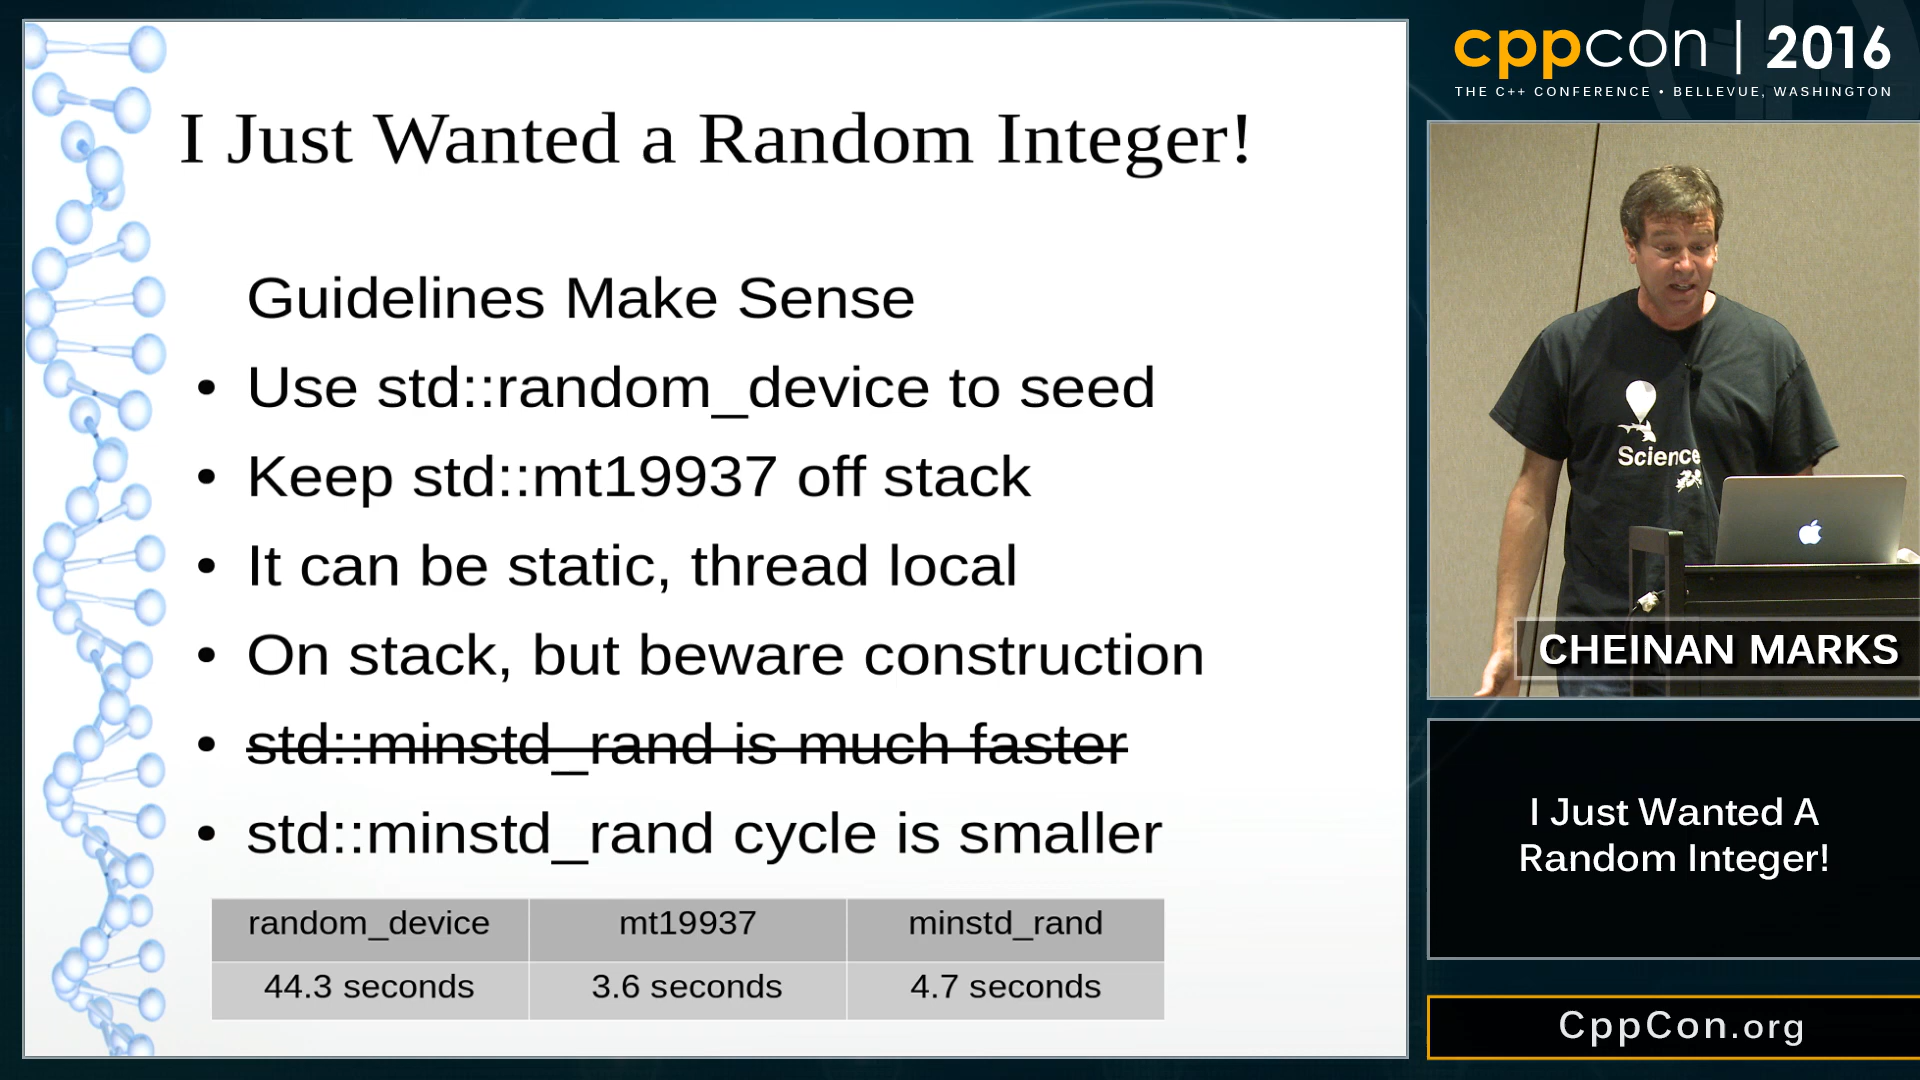 I Just Wanted a Random Integer!
Guidelines Make Sense
• Use std::random_device to seed
• Keep std::mt19937 off stack
• It can be static, thread local
• On stack, but beware construction
• std::minstd_rand is much faster
• std::minstd_rand cycle is smaller
random_device mt19937 minstd_rand
44.3 seconds 3.6 seconds 4.7 seconds
cppcon | 2016
THE C++ CONFERENCE • BELLEVUE, WASHINGTON
Science
CHEINAN MARKS
I Just Wanted A
Random Integer!
CppCon.org